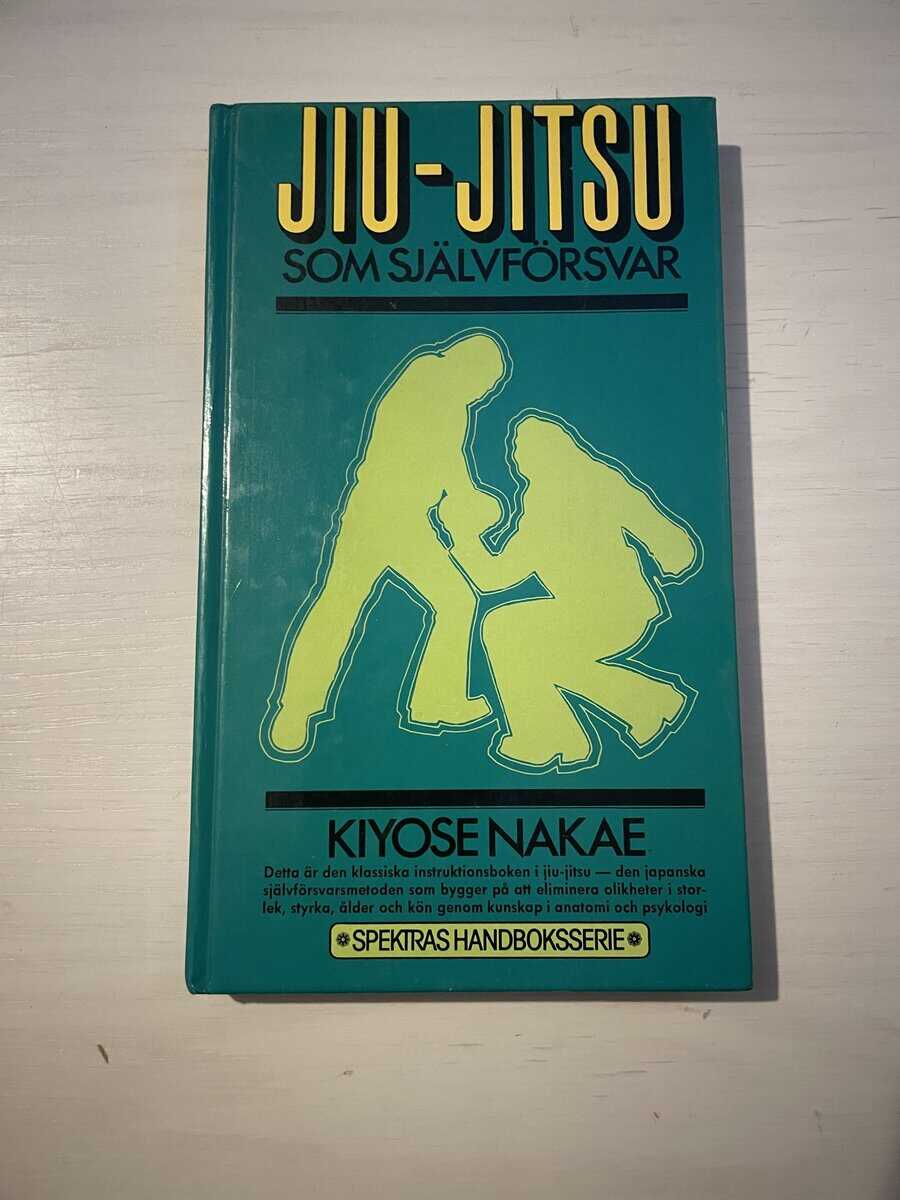 JIU-JITSU
SOM SJÄLVFÖRSVAR
KIYOSE NAKAE
Detta är den klassiska instruktionsboken i jiu-jitsu — den japanska
självförsvarsmetoden som bygger på att eliminera olikheter i stor-
lek, styrka, ålder och kön genom kunskap i anatomi och psykologi
SPEKTRAS HANDBOKSSERIE